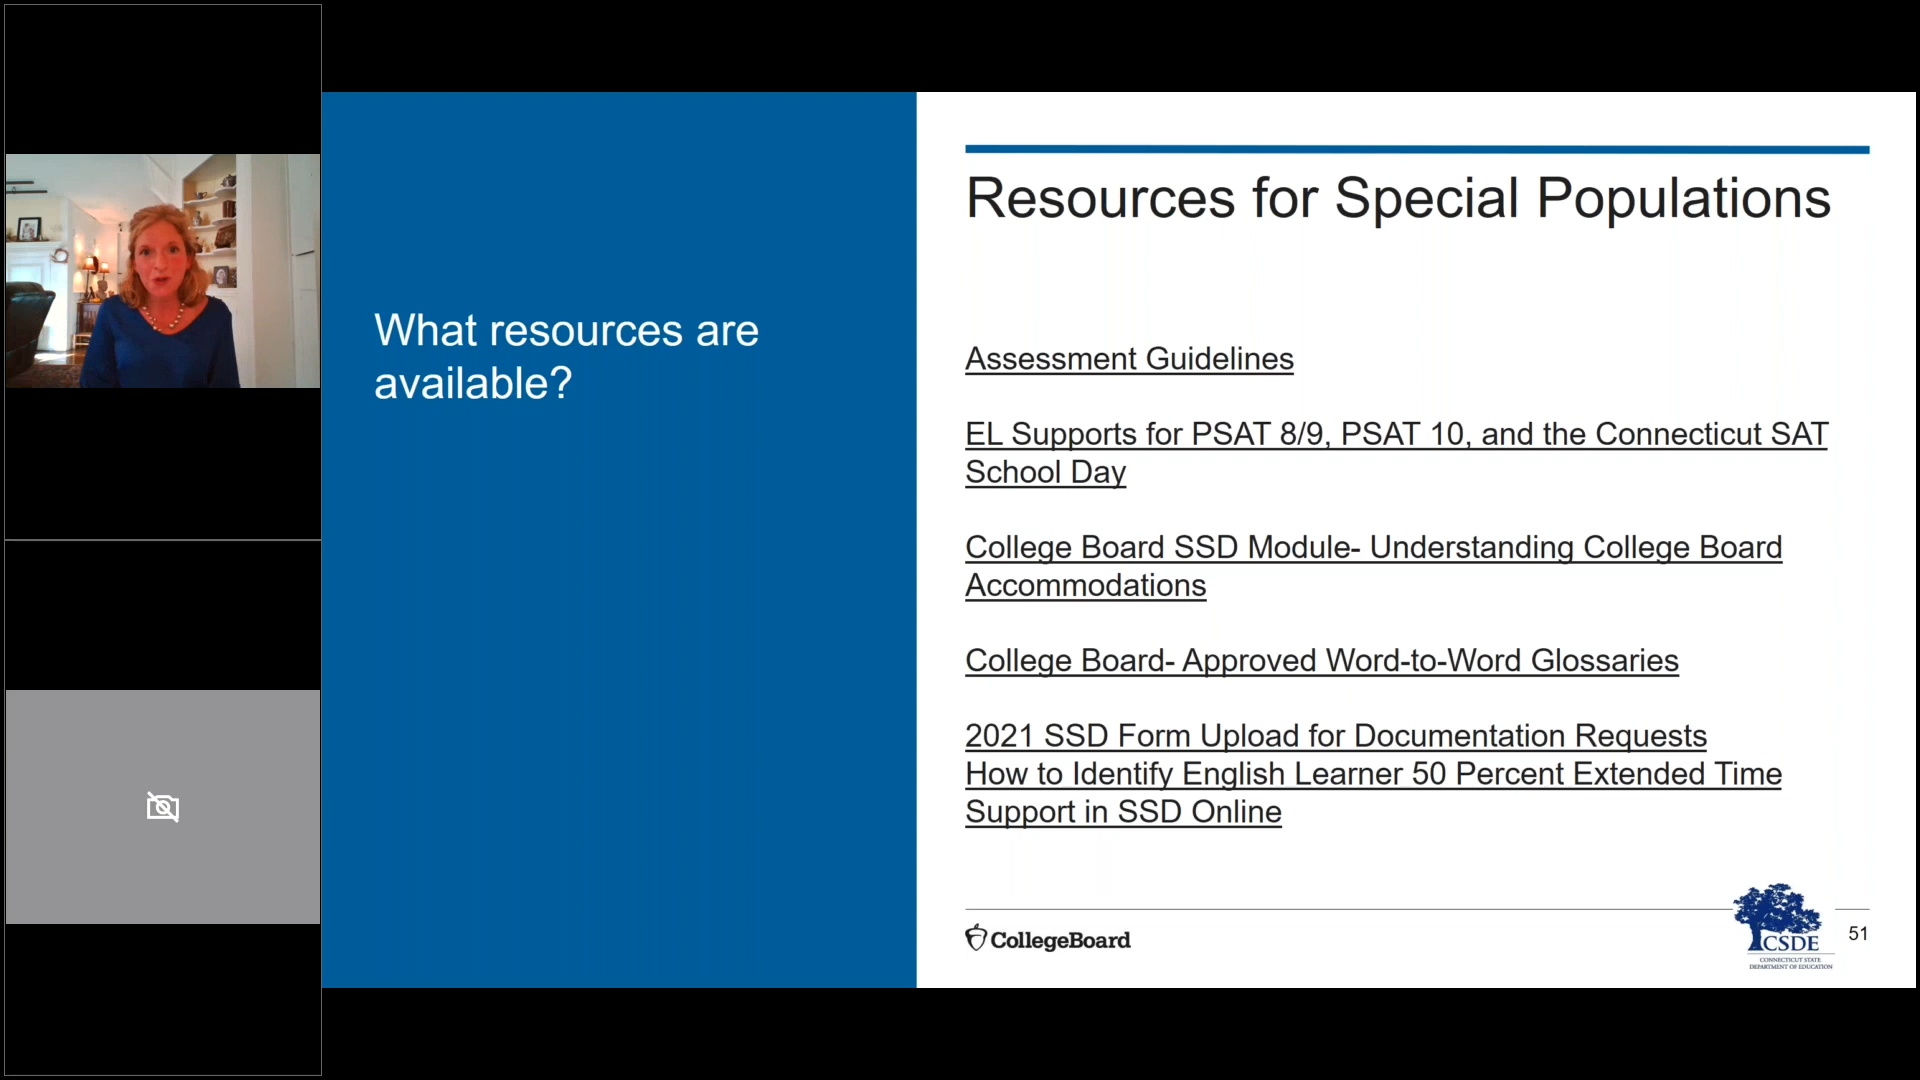 What resources are
available?
Resources for Special Populations
Assessment Guidelines
EL Supports for PSAT 8/9, PSAT 10, and the Connecticut SAT
School Day
College Board SSD Module- Understanding College Board
Accommodations
College Board- Approved Word-to-Word Glossaries
2021 SSD Form Upload for Documentation Requests
How to Identify English Learner 50 Percent Extended Time
Support in SSD Online
CollegeBoard
CSDE
CONNECTICUT STATE
DEPARTMENT OF EDUCATION
51